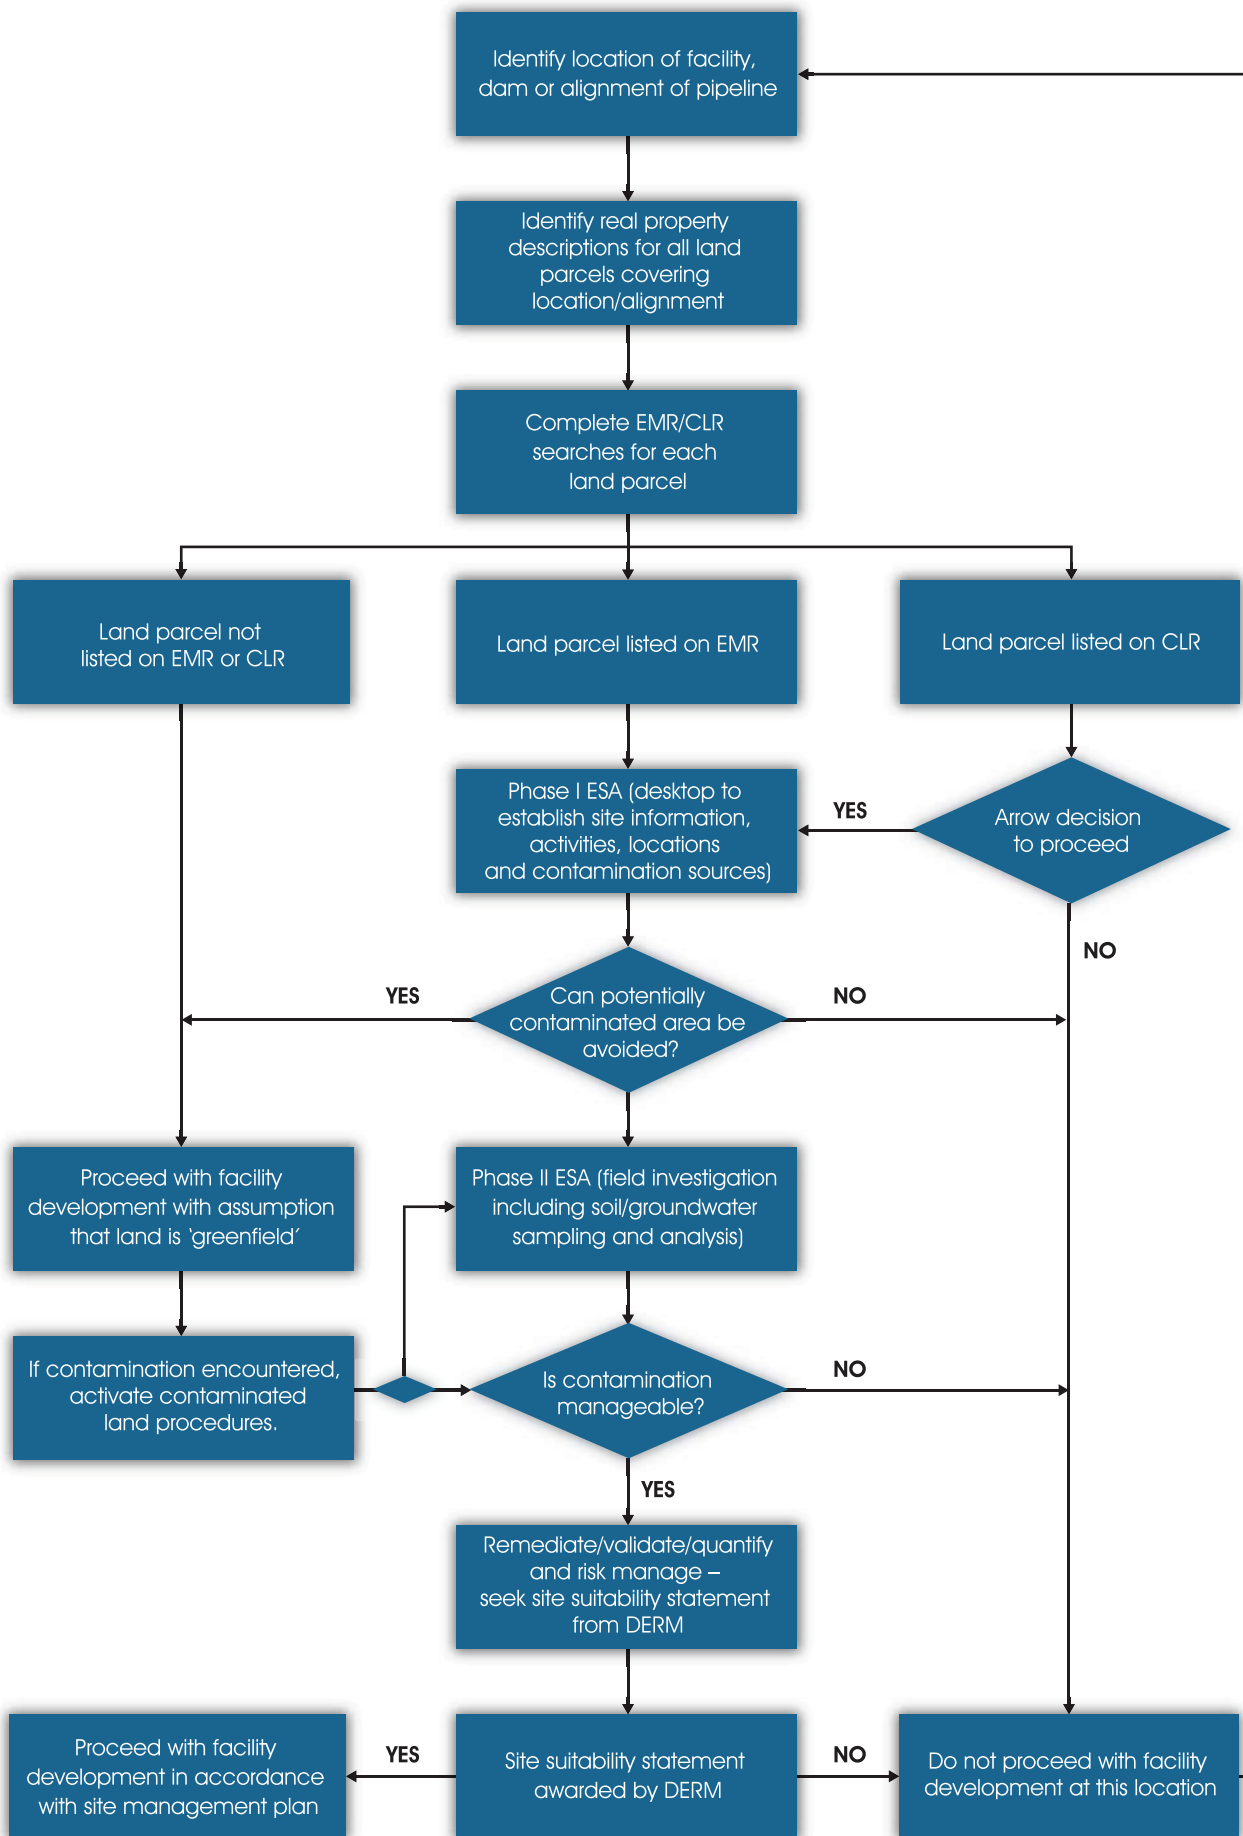 Identify location of facility,
dam or alignment of pipeline
Identify real property
descriptions for all land
parcels covering
location/alignment
Complete EMR/CLR
searches for each
land parcel
Land parcel not
listed on EMR or CLR
Land parcel listed on EMR
Land parcel listed on CLR
Phase I ESA (desktop to
establish site information,
activities, locations
and contamination sources)
YES
Arrow decision
to proceed
NO
YES
Can potentially
contaminated area be
avoided?
NO
Proceed with facility
development with assumption
that land is ‘greenfield’
Phase II ESA (field investigation
including soil/groundwater
sampling and analysis)
If contamination encountered,
activate contaminated
land procedures.
Is contamination
manageable?
NO
YES
Remediate/validate/quantify
and risk manage –
seek site suitability statement
from DERM
Proceed with facility
development in accordance
with site management plan
YES
Site suitability statement
awarded by DERM
NO
Do not proceed with facility
development at this location